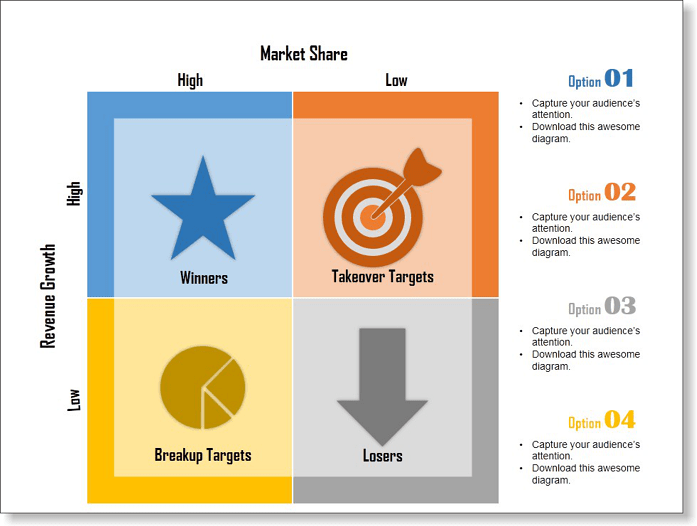 Market Share
High
Low
Revenue Growth
High
Low
Winners
Takeover Targets
Breakup Targets
Losers
Option 01
• Capture your audience's
attention.
• Download this awesome
diagram.
Option 02
• Capture your audience's
attention.
• Download this awesome
diagram.
Option 03
• Capture your audience's
attention.
• Download this awesome
diagram.
Option 04
• Capture your audience's
attention.
• Download this awesome
diagram.